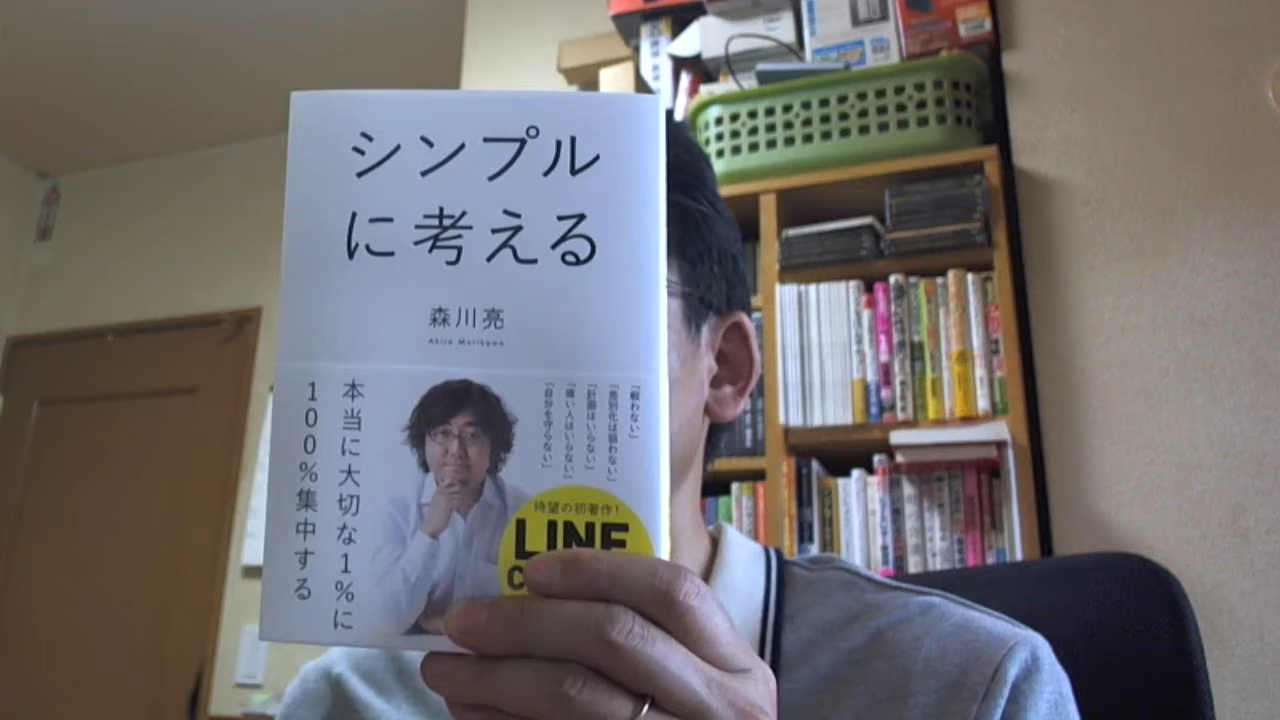 シンプル
に考える
森川亮
Akira Morikawa
「戦わない」
「差別化は狙わない」
「計画はいらない」
「偉い人はいらない」
「自分を守らない」
本当に大切な1%に
100%集中する
待望の初著作!
LINE